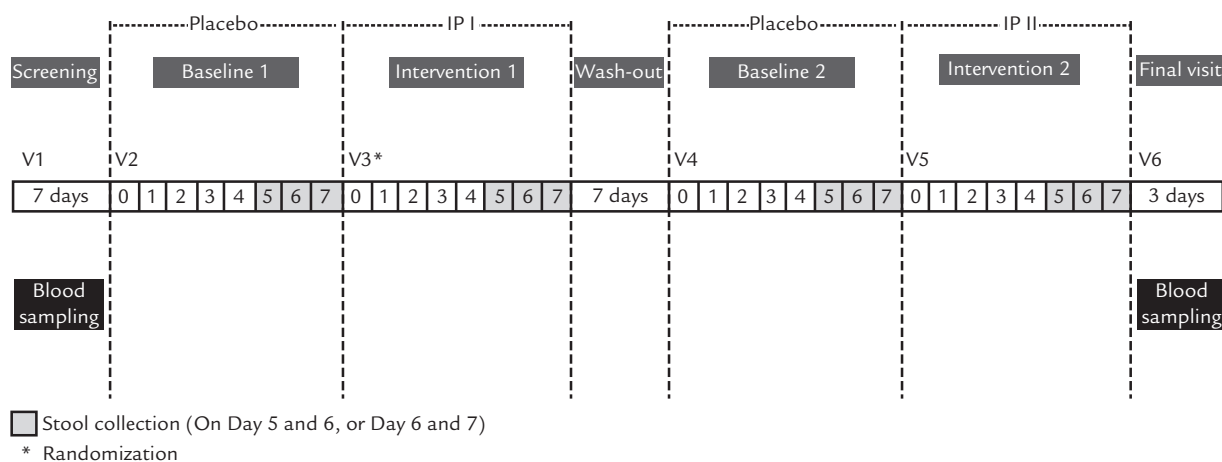 Placebo IP I Placebo IP II
Screening Baseline 1 Intervention 1 Wash-out Baseline 2 Intervention 2 Final visit
V1 V2 V3* V4 V5 V6
7 days 0 1 2 3 4 5 6 7 0 1 2 3 4 5 6 7 7 days 0 1 2 3 4 5 6 7 0 1 2 3 4 5 6 7 3 days
Blood Blood
sampling sampling
Stool collection (On Day 5 and 6, or Day 6 and 7)
* Randomization